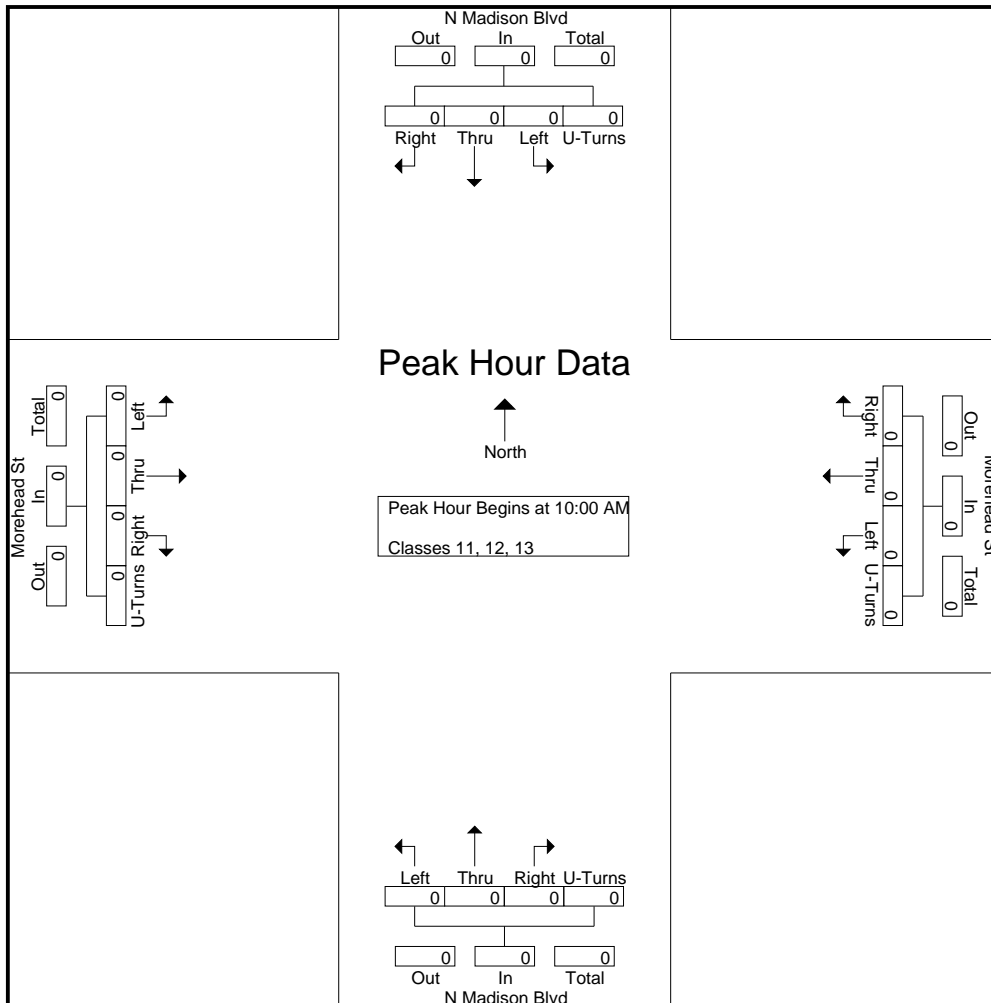 N Madison Blvd
Out In Total
0 0 0
0 0 0 0
Right Thru Left U-Turns
Peak Hour Data
North
Peak Hour Begins at 10:00 AM
Classes 11, 12, 13
Morehead St
Total In Out
0 0 0
0 0 0 0
Left Thru Right U-Turns
Right Thru Left U-Turns
0 0 0 0
Out In Total
0 0 0
Morehead St
Left Thru Right U-Turns
0 0 0 0
0 0 0
Out In Total
N Madison Blvd